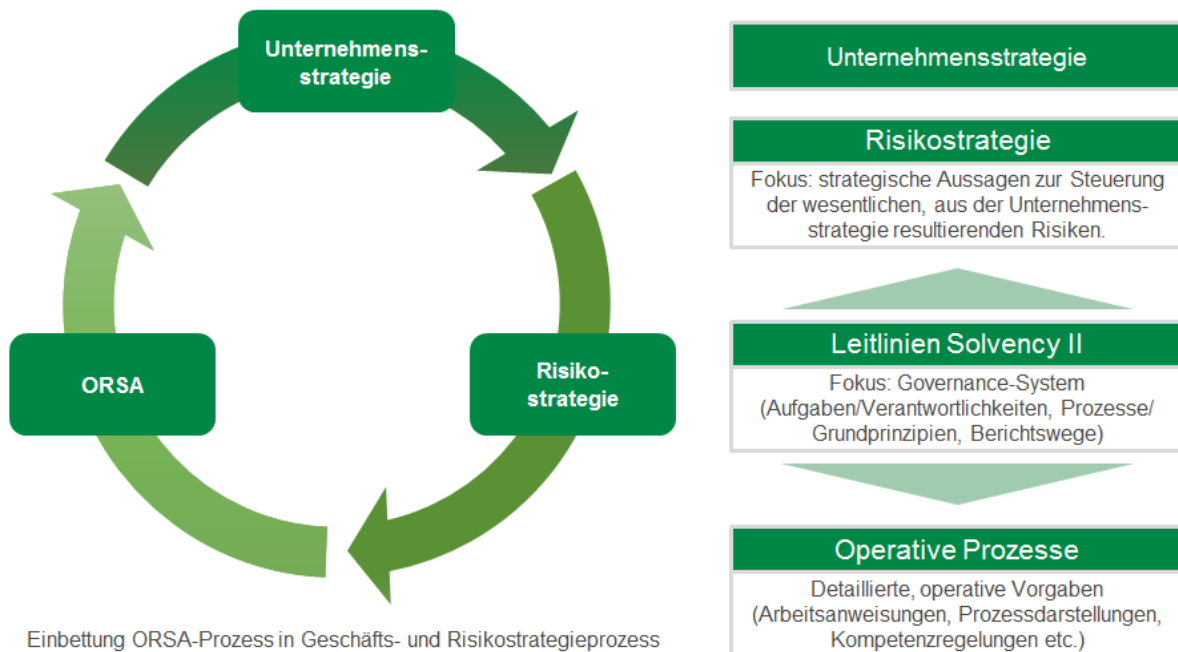 Unternehmens-
strategie
Risiko-
strategie
ORSA
Einbettung ORSA-Prozess in Geschäfts- und Risikostrategieprozess
Unternehmensstrategie
Risikostrategie
Fokus: strategische Aussagen zur Steuerung
der wesentlichen, aus der Unternehmens-
strategie resultierenden Risiken.
Leitlinien Solvency II
Fokus: Governance-System
(Aufgaben/Verantwortlichkeiten, Prozesse/
Grundprinzipien, Berichtswege)
Operative Prozesse
Detaillierte, operative Vorgaben
(Arbeitsanweisungen, Prozessdarstellungen,
Kompetenzregelungen etc.)